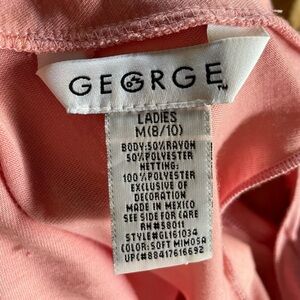 GEORGE
LADIES
M(8/10)
BODY:50%RAYON
50%POLYESTER
NETTING:
100%POLYESTER
EXCLUSIVE OF
DECORATION
MADE IN MEXICO
SEE SIDE FOR CARE
RN#58011
STYLE#GL161034
COLOR:SOFT MIMOSA
UPC(#88417616692